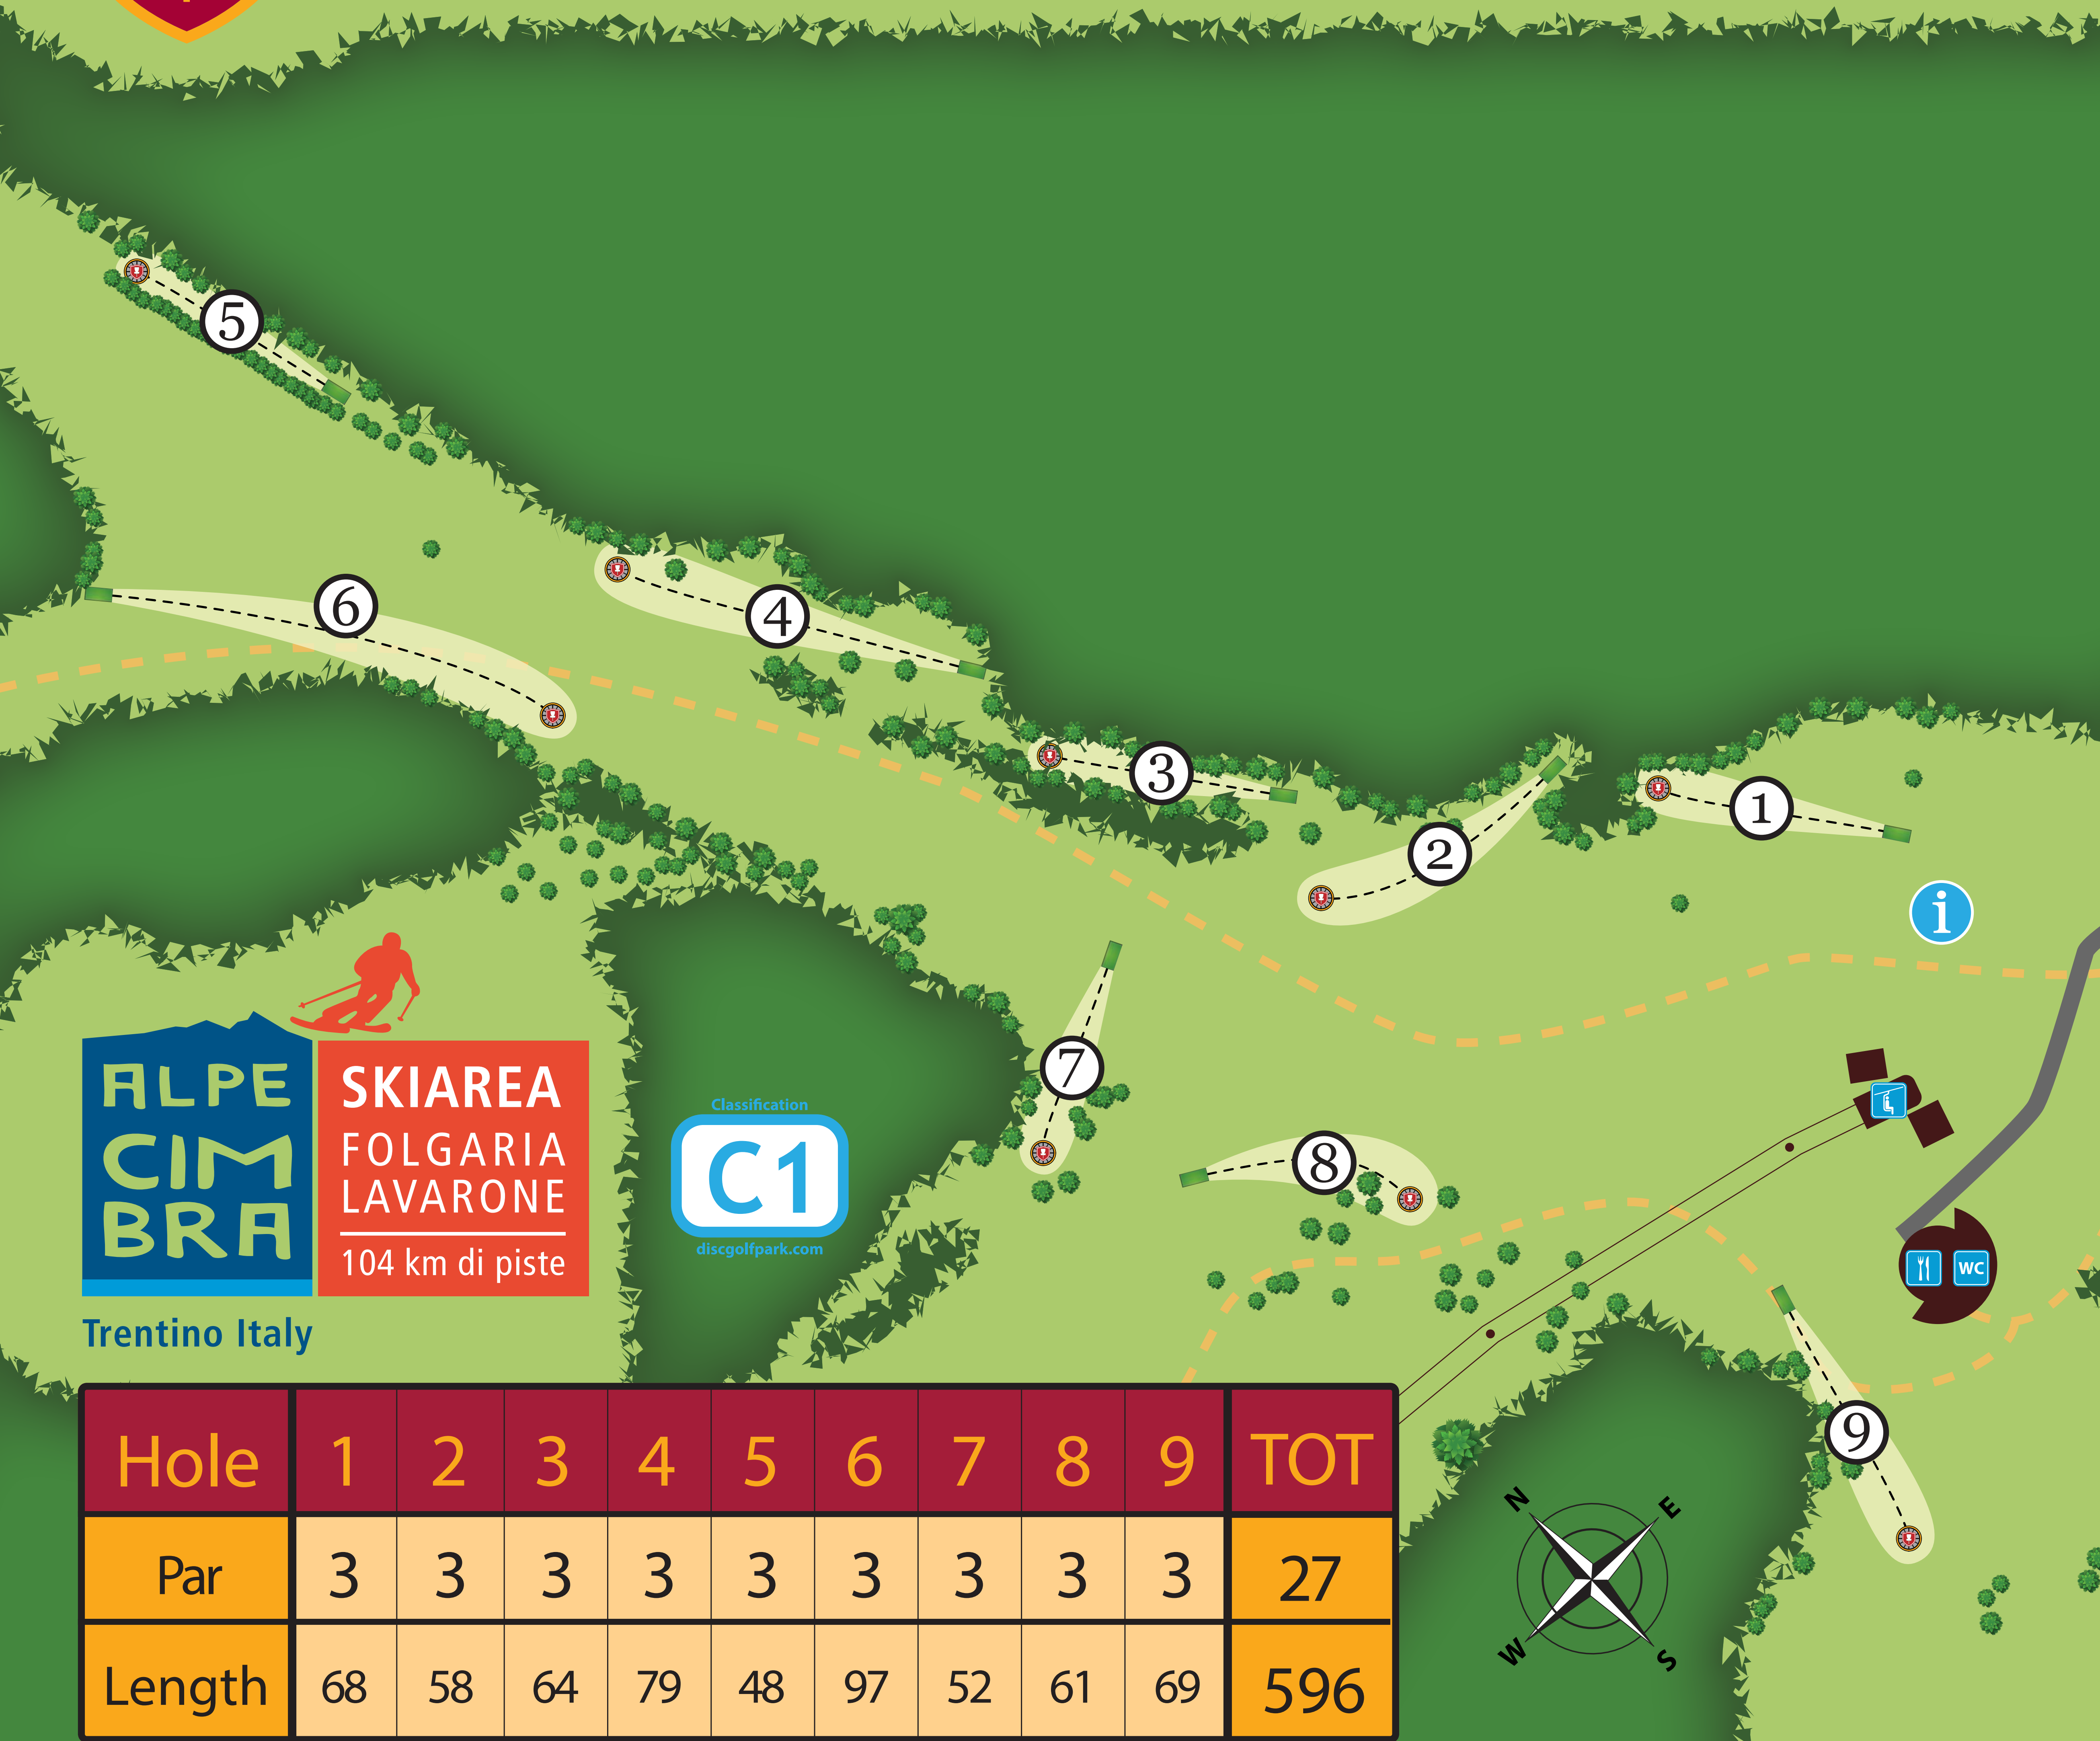 5
6
4
3
1
2
i
7
8
9
ALPE
CIM
BRA
Trentino Italy
SKIAREA
FOLGARIA
LAVARONE
104 km di piste
Classification
C1
discgolfpark.com
WC
N
E
W
S
Hole 1 2 3 4 5 6 7 8 9 TOT
Par 3 3 3 3 3 3 3 3 3 27
Length 68 58 64 79 48 97 52 61 69 596